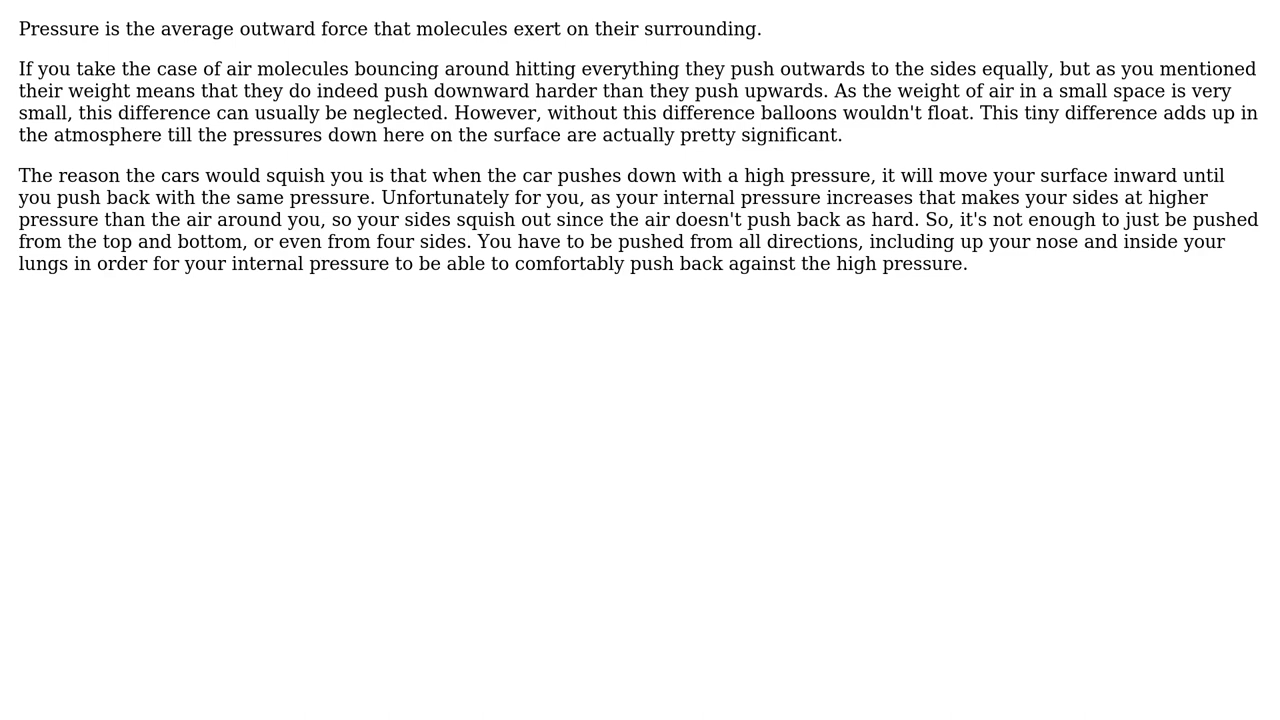 Pressure is the average outward force that molecules exert on their surrounding.
If you take the case of air molecules bouncing around hitting everything they push outwards to the sides equally, but as you mentioned
their weight means that they do indeed push downward harder than they push upwards. As the weight of air in a small space is very
small, this difference can usually be neglected. However, without this difference balloons wouldn't float. This tiny difference adds up in
the atmosphere till the pressures down here on the surface are actually pretty significant.
The reason the cars would squish you is that when the car pushes down with a high pressure, it will move your surface inward until
you push back with the same pressure. Unfortunately for you, as your internal pressure increases that makes your sides at higher
pressure than the air around you, so your sides squish out since the air doesn't push back as hard. So, it's not enough to just be pushed
from the top and bottom, or even from four sides. You have to be pushed from all directions, including up your nose and inside your
lungs in order for your internal pressure to be able to comfortably push back against the high pressure.